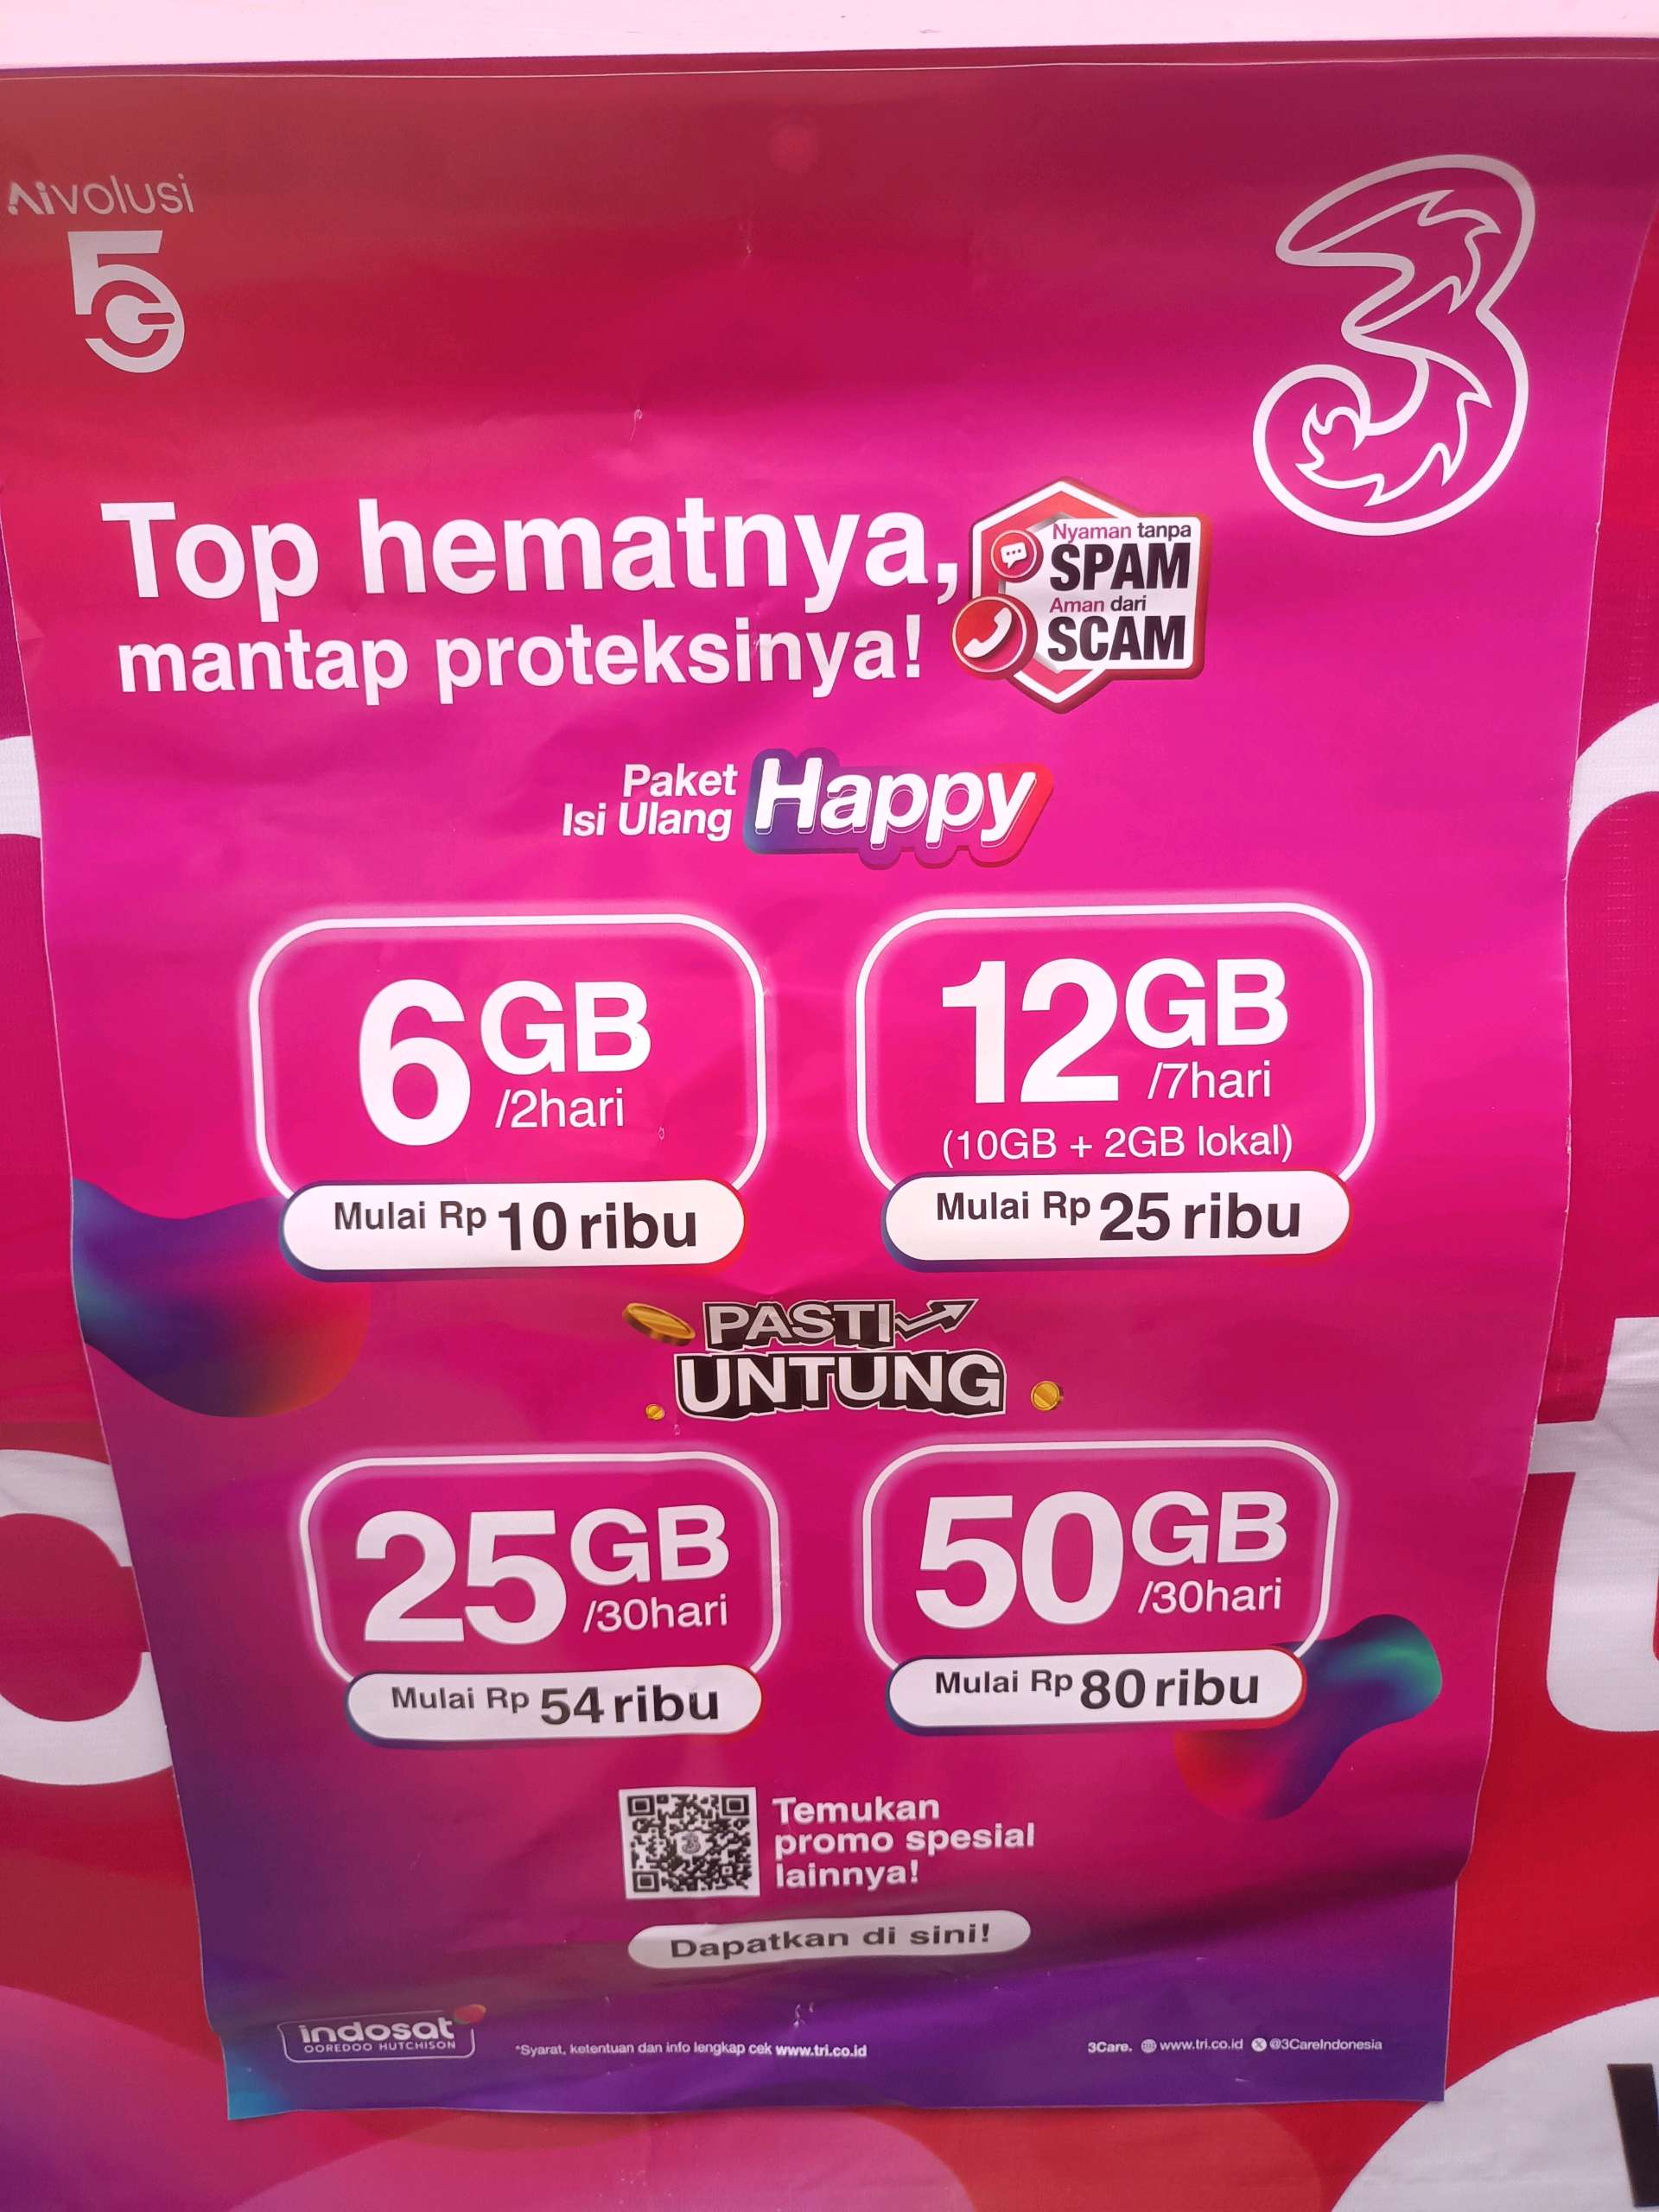 Aivolusi
5G
3
Top hematnya,
mantap proteksinya!
Nyaman tanpa
SPAM
Aman dari
SCAM
Paket
Isi Ulang
Happy
6GB
/2hari
Mulai Rp 10 ribu
12GB
/7hari
(10GB + 2GB lokal)
Mulai Rp 25 ribu
PASTI
UNTUNG
25GB
/30hari
Mulai Rp 54 ribu
50GB
/30hari
Mulai Rp 80 ribu
Temukan
promo spesial
lainnya!
Dapatkan di sini!
indosat
OOREDOO HUTCHISON
*Syarat, ketentuan dan info lengkap cek www.tri.co.id
3Care. www.tri.co.id @3CareIndonesia